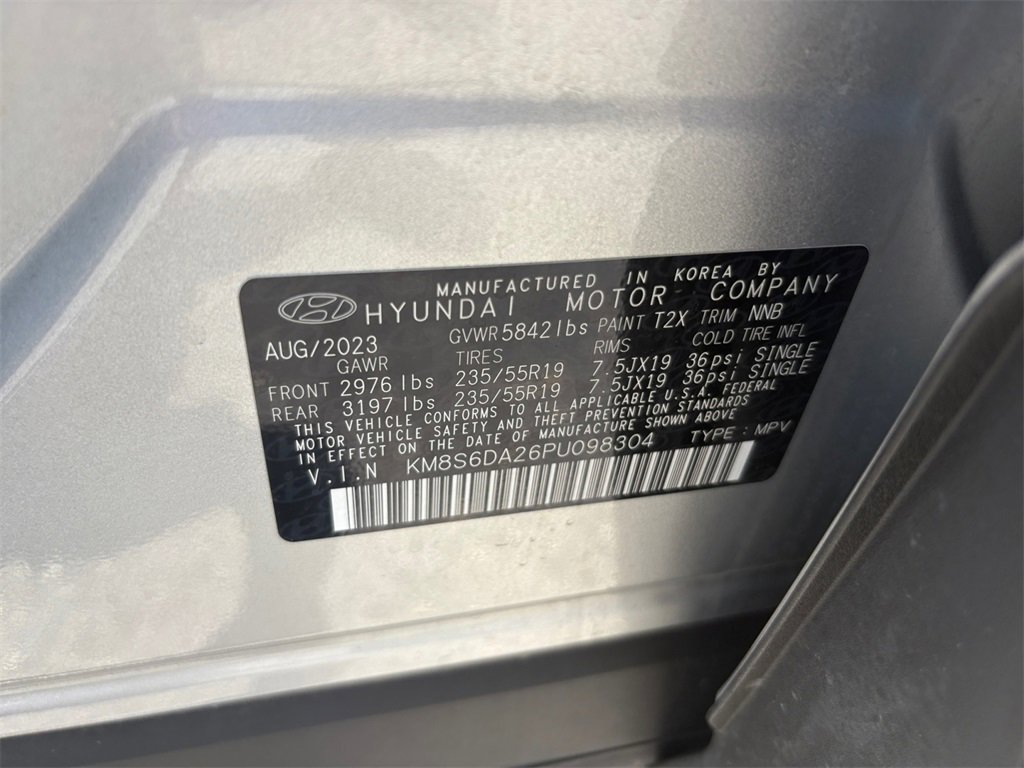 MANUFACTURED IN KOREA BY
HYUNDAI MOTOR COMPANY
AUG/2023 GVWR 5842 lbs PAINT T2X TRIM NNB
GAWR TIRES RIMS COLD TIRE INFL
FRONT 2976 lbs 235/55R19 7.5JX19 36psi SINGLE
REAR 3197 lbs 235/55R19 7.5JX19 36psi SINGLE
THIS VEHICLE CONFORMS TO ALL APPLICABLE U.S.A. FEDERAL
MOTOR VEHICLE SAFETY AND THEFT PREVENTION STANDARDS
IN EFFECT ON THE DATE OF MANUFACTURE SHOWN ABOVE
V.I.N KM8S6DA26PU098304 TYPE : MPV